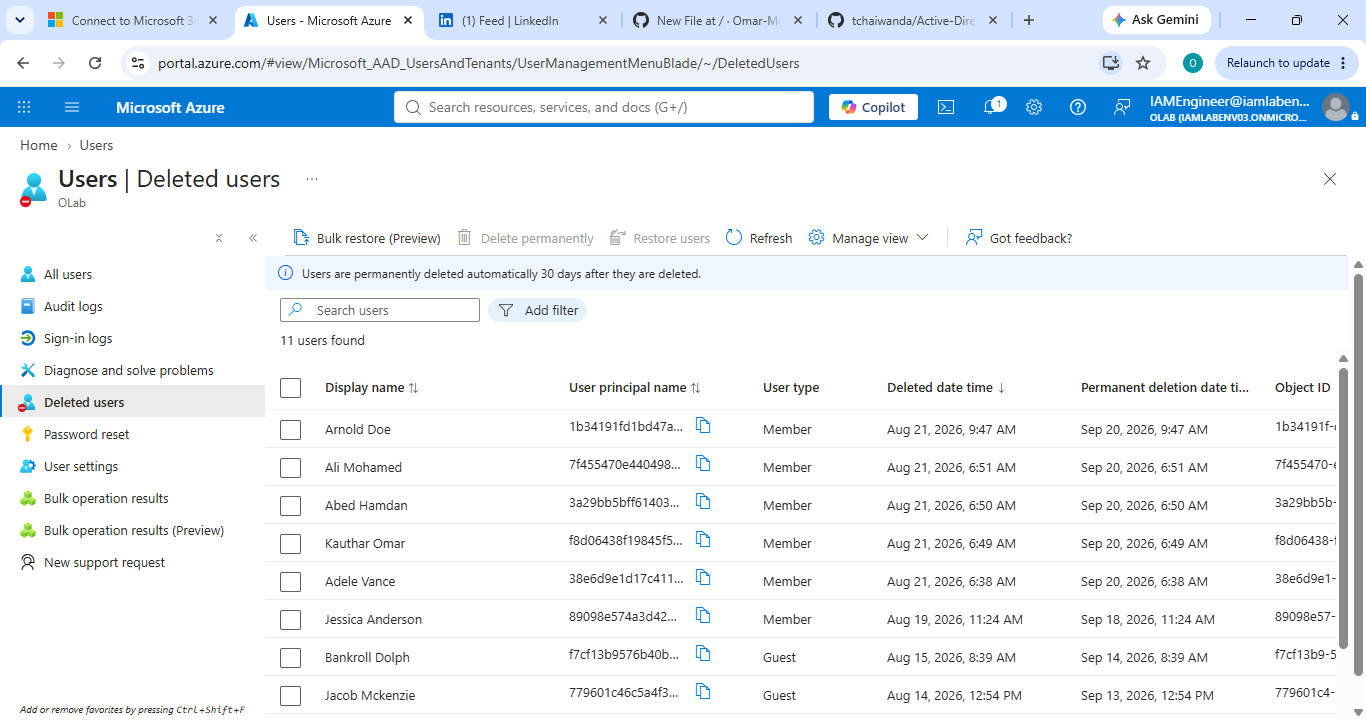 Connect to Microsoft 3
Users - Microsoft Azure
(1) Feed | LinkedIn
New File at / · Omar-M
tchaiwanda/Active-Dire
Ask Gemini
portal.azure.com/#view/Microsoft_AAD_UsersAndTenants/UserManagementMenuBlade/~/DeletedUsers
O
Relaunch to update
Microsoft Azure
Search resources, services, and docs (G+/)
Copilot
1
IAMEngineer@iamlaben...
OLAB (IAMLABENV03.ONMICRO...
Home > Users
Users | Deleted users ...
OLab
Bulk restore (Preview) Delete permanently Restore users Refresh Manage view Got feedback?
All users
Audit logs
Sign-in logs
Diagnose and solve problems
Deleted users
Password reset
User settings
Bulk operation results
Bulk operation results (Preview)
New support request
Add or remove favorites by pressing Ctrl+Shift+F
Users are permanently deleted automatically 30 days after they are deleted.
Search users
Add filter
11 users found
Display name User principal name User type Deleted date time ↓ Permanent deletion date ti... Object ID
Arnold Doe 1b34191fd1bd47a... Member Aug 21, 2026, 9:47 AM Sep 20, 2026, 9:47 AM 1b34191f-
Ali Mohamed 7f455470e440498... Member Aug 21, 2026, 6:51 AM Sep 20, 2026, 6:51 AM 7f455470-
Abed Hamdan 3a29bb5bff61403... Member Aug 21, 2026, 6:50 AM Sep 20, 2026, 6:50 AM 3a29bb5b-
Kauthar Omar f8d06438f19845f5... Member Aug 21, 2026, 6:49 AM Sep 20, 2026, 6:49 AM f8d06438-
Adele Vance 38e6d9e1d17c411... Member Aug 21, 2026, 6:38 AM Sep 20, 2026, 6:38 AM 38e6d9e1-
Jessica Anderson 89098e574a3d42... Member Aug 19, 2026, 11:24 AM Sep 18, 2026, 11:24 AM 89098e57-
Bankroll Dolph f7cf13b9576b40b... Guest Aug 15, 2026, 8:39 AM Sep 14, 2026, 8:39 AM f7cf13b9-5
Jacob Mckenzie 779601c46c5a4f3... Guest Aug 14, 2026, 12:54 PM Sep 13, 2026, 12:54 PM 779601c4-